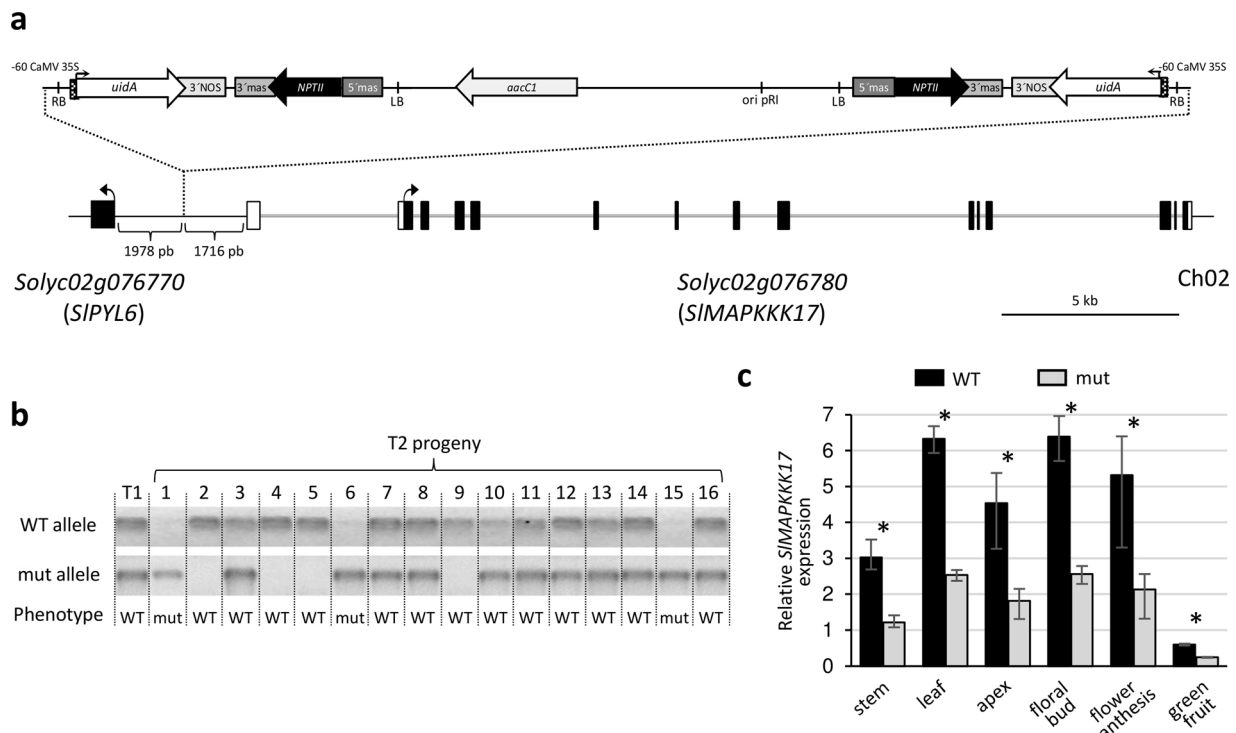 a
-60 CaMV 35S
-60 CaMV 35S
uidA
3´NOS
3´mas
NPTII
5´mas
aacC1
5´mas
NPTII
3´mas
3´NOS
uidA
RB
LB
ori pRI
LB
RB
1978 pb
1716 pb
Solyc02g076770
(SlPYL6)
Solyc02g076780
(SlMAPKKK17)
Ch02
5 kb
b
T2 progeny
T1 1 2 3 4 5 6 7 8 9 10 11 12 13 14 15 16
WT allele
mut allele
Phenotype WT mut WT WT WT WT mut WT WT WT WT WT WT WT WT mut WT
c
WT
mut
Relative SlMAPKKK17
expression
7
6
5
4
3
2
1
0
* * * * * *
stem
leaf
apex
floral
bud
flower
green
fruit